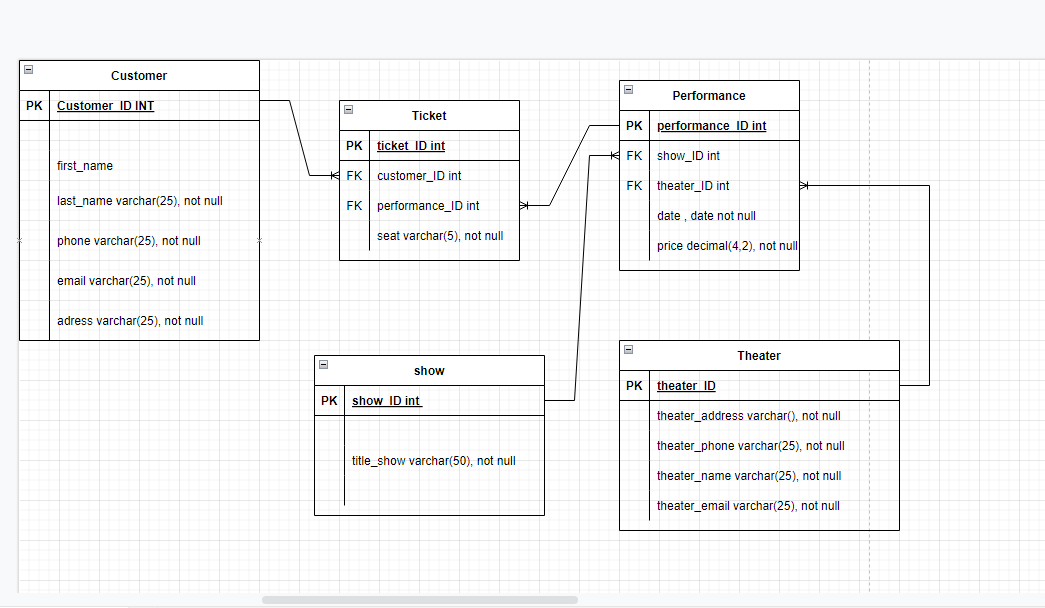 Customer
PK Customer_ID INT
first_name
last_name varchar(25), not null
phone varchar(25), not null
email varchar(25), not null
adress varchar(25), not null
Ticket
PK ticket_ID int
FK customer_ID int
FK performance_ID int
seat varchar(5), not null
Performance
PK performance_ID int
FK show_ID int
FK theater_ID int
date , date not null
price decimal(4,2), not null
show
PK show_ID int
title_show varchar(50), not null
Theater
PK theater_ID
theater_address varchar(), not null
theater_phone varchar(25), not null
theater_name varchar(25), not null
theater_email varchar(25), not null